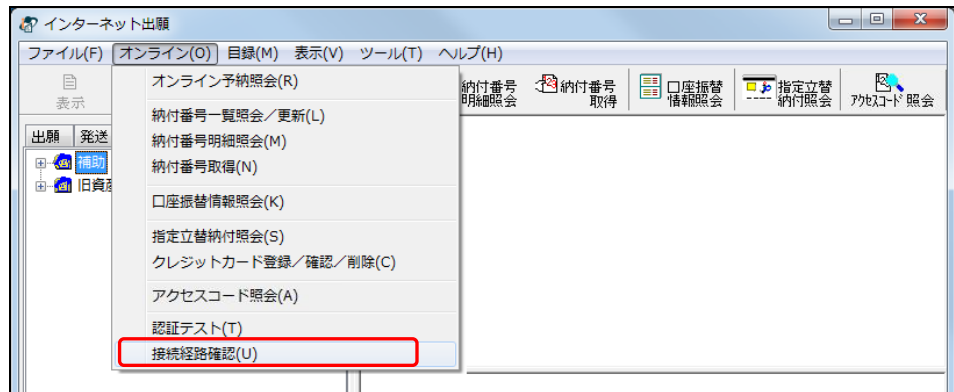 インターネット出願
ファイル(F) オンライン(O) 目録(M) 表示(V) ツール(T) ヘルプ(H)
表示
納付番号
明細照会
納付番号
取得
口座振替
情報照会
指定立替
納付照会
アクセスコード 照会
出願 発送
補助
旧資産
オンライン予納照会(R)
納付番号一覧照会／更新(L)
納付番号明細照会(M)
納付番号取得(N)
口座振替情報照会(K)
指定立替納付照会(S)
クレジットカード登録／確認／削除(C)
アクセスコード照会(A)
認証テスト(T)
接続経路確認(U)